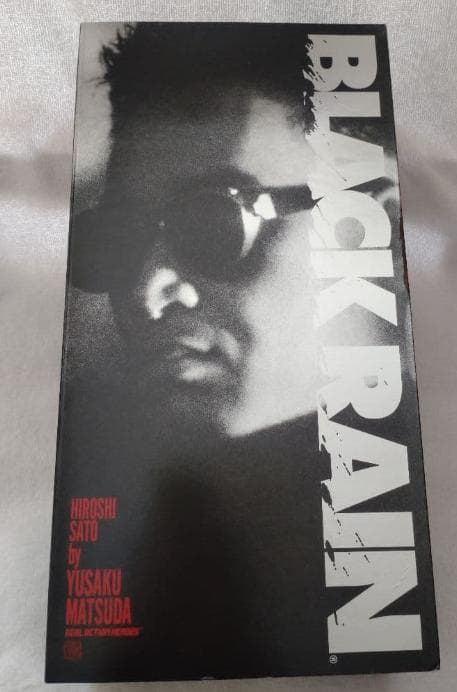 BLACK RAIN®
HIROSHI
SATO
by
YUSAKU
MATSUDA
REAL ACTION HEROES